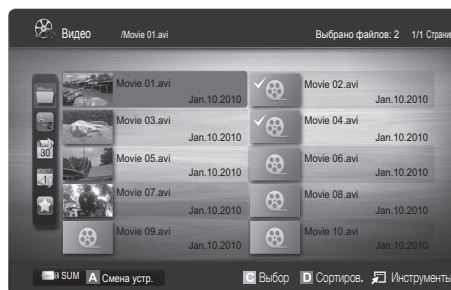 Видео /Movie 01.avi Выбрано файлов: 2 1/1 Страни
Movie 01.avi Movie 02.avi
Jan.10.2010 Jan.10.2010
Movie 03.avi Movie 04.avi
Jan.10.2010 Jan.10.2010
Movie 05.avi Movie 06.avi
Jan.10.2010 Jan.10.2010
Movie 07.avi Movie 08.avi
Jan.10.2010 Jan.10.2010
Movie 09.avi Movie 10.avi
Jan.10.2010 Jan.10.2010
A Z
30
1
SUM A Смена устр. C Выбор D Сортиров. Инструменты